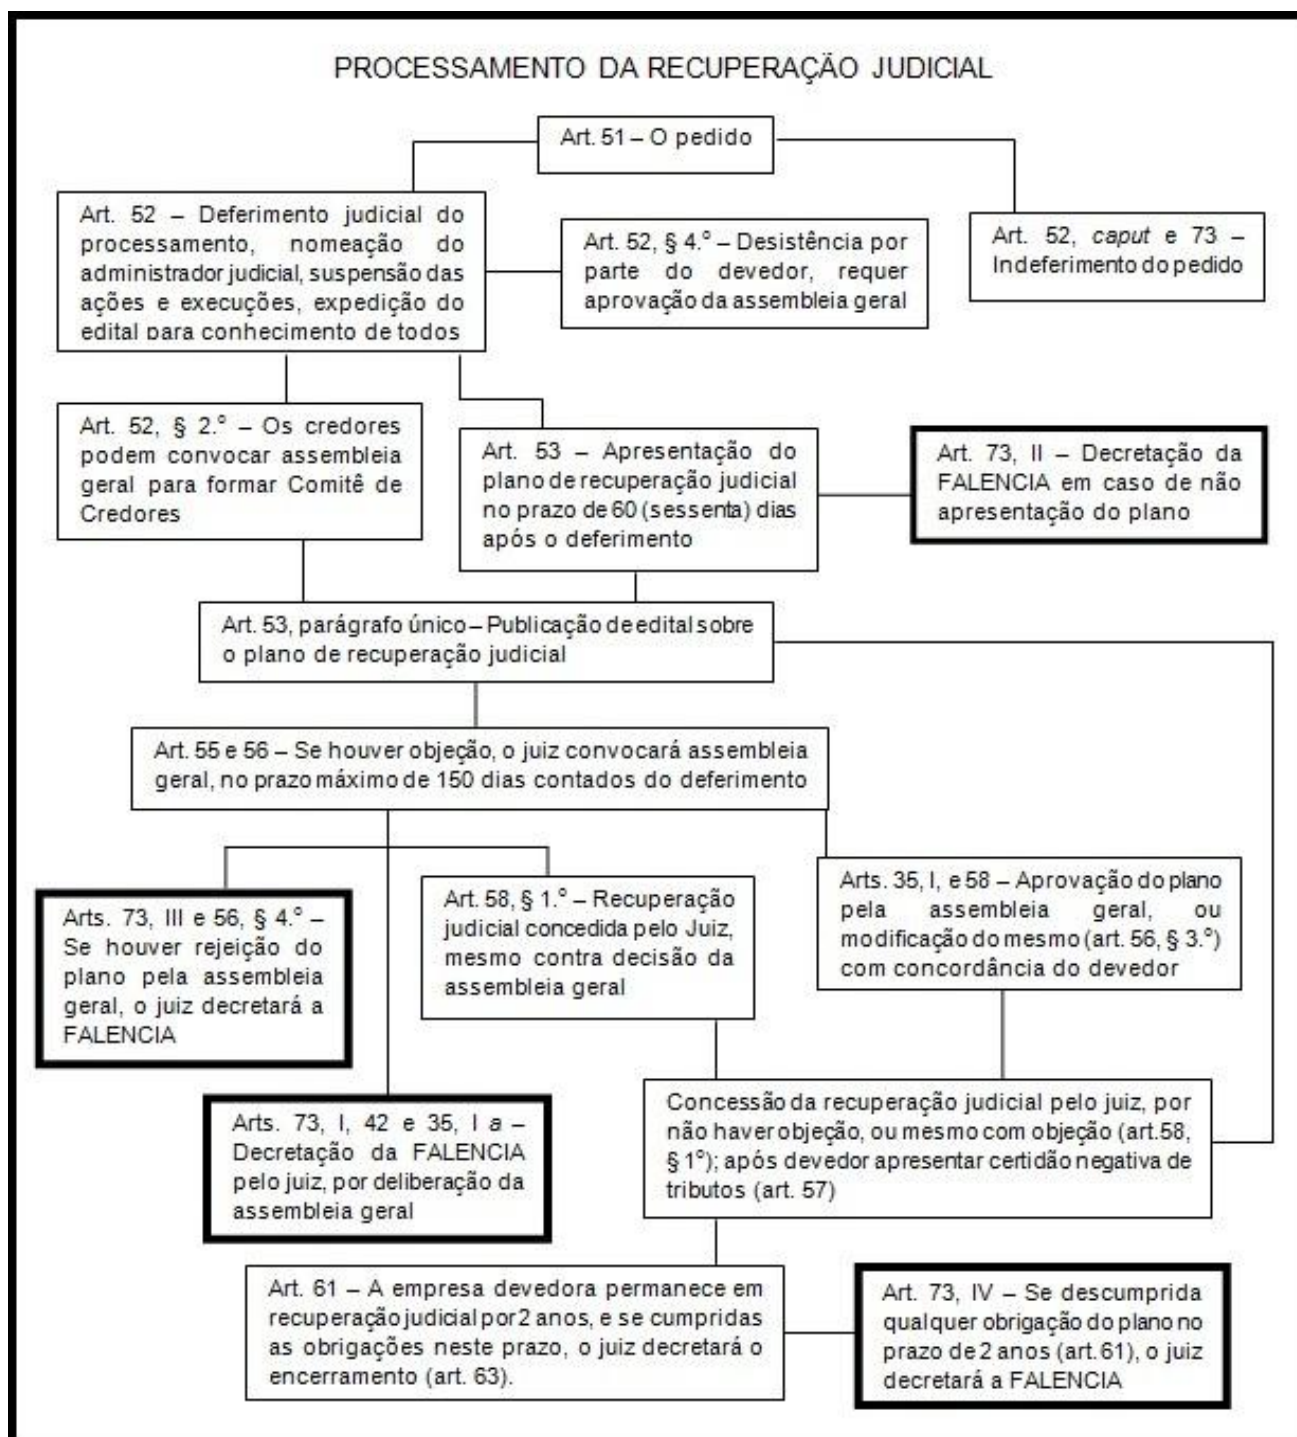 PROCESSAMENTO DA RECUPERAÇÃO JUDICIAL
Art. 51 – O pedido
Art. 52 – Deferimento judicial do
processamento, nomeação do
administrador judicial, suspensão das
ações e execuções, expedição do
edital para conhecimento de todos
Art. 52, § 4.º – Desistência por
parte do devedor, requer
aprovação da assembleia geral
Art. 52, caput e 73 –
Indeferimento do pedido
Art. 52, § 2.º – Os credores
podem convocar assembleia
geral para formar Comitê de
Credores
Art. 53 – Apresentação do
plano de recuperação judicial
no prazo de 60 (sessenta) dias
após o deferimento
Art. 73, II – Decretação da
FALENCIA em caso de não
apresentação do plano
Art. 53, parágrafo único – Publicação de edital sobre
o plano de recuperação judicial
Art. 55 e 56 – Se houver objeção, o juiz convocará assembleia
geral, no prazo máximo de 150 dias contados do deferimento
Arts. 73, III e 56, § 4.º –
Se houver rejeição do
plano pela assembleia
geral, o juiz decretará a
FALENCIA
Art. 58, § 1.º – Recuperação
judicial concedida pelo Juiz,
mesmo contra decisão da
assembleia geral
Arts. 35, I, e 58 – Aprovação do plano
pela assembleia geral, ou
modificação do mesmo (art. 56, § 3.º)
com concordância do devedor
Arts. 73, I, 42 e 35, I a –
Decretação da FALENCIA
pelo juiz, por deliberação da
assembleia geral
Concessão da recuperação judicial pelo juiz, por
não haver objeção, ou mesmo com objeção (art.58,
§ 1º); após devedor apresentar certidão negativa de
tributos (art. 57)
Art. 61 – A empresa devedora permanece em
recuperação judicial por 2 anos, e se cumpridas
as obrigações neste prazo, o juiz decretará o
encerramento (art. 63).
Art. 73, IV – Se descumprida
qualquer obrigação do plano no
prazo de 2 anos (art. 61), o juiz
decretará a FALENCIA